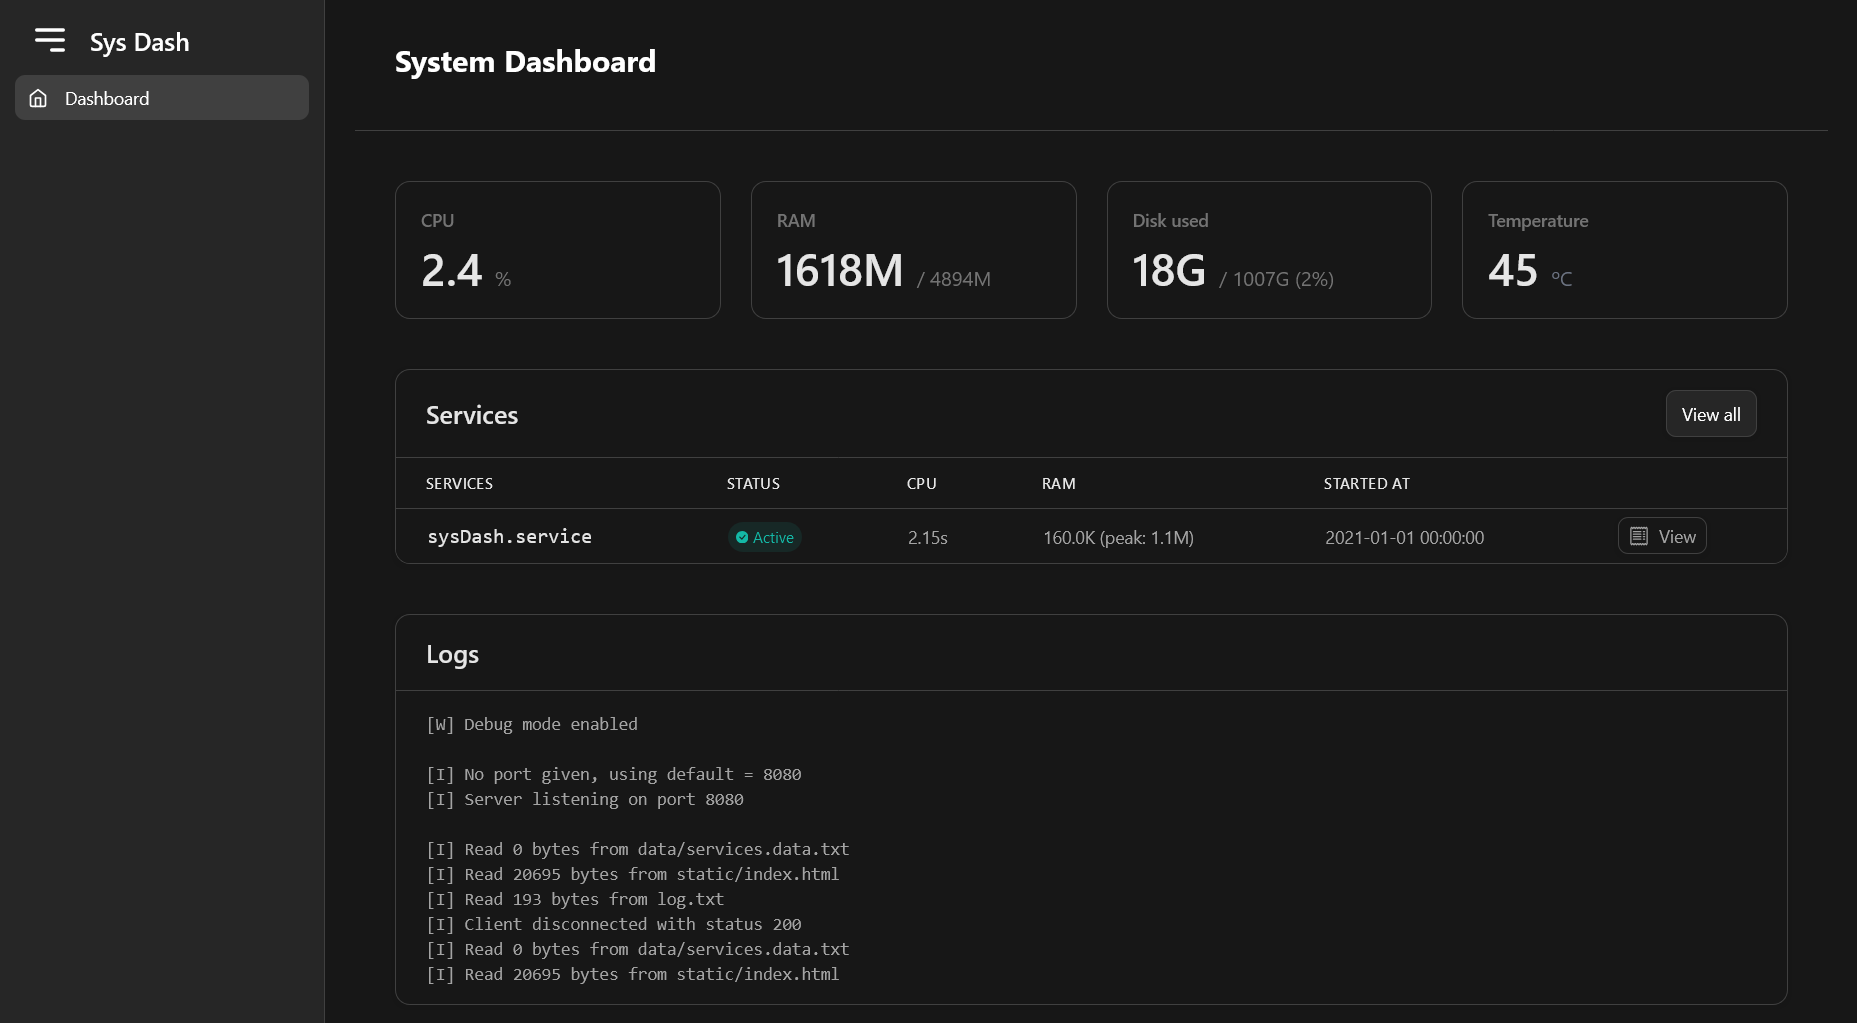 Sys Dash
Dashboard
System Dashboard
CPU
2.4 %
RAM
1618M / 4894M
Disk used
18G / 1007G (2%)
Temperature
45 °C
Services
View all
SERVICES STATUS CPU RAM STARTED AT
sysDash.service Active 2.15s 160.0K (peak: 1.1M) 2021-01-01 00:00:00 View
Logs
[W] Debug mode enabled
[I] No port given, using default = 8080
[I] Server listening on port 8080
[I] Read 0 bytes from data/services.data.txt
[I] Read 20695 bytes from static/index.html
[I] Read 193 bytes from log.txt
[I] Client disconnected with status 200
[I] Read 0 bytes from data/services.data.txt
[I] Read 20695 bytes from static/index.html